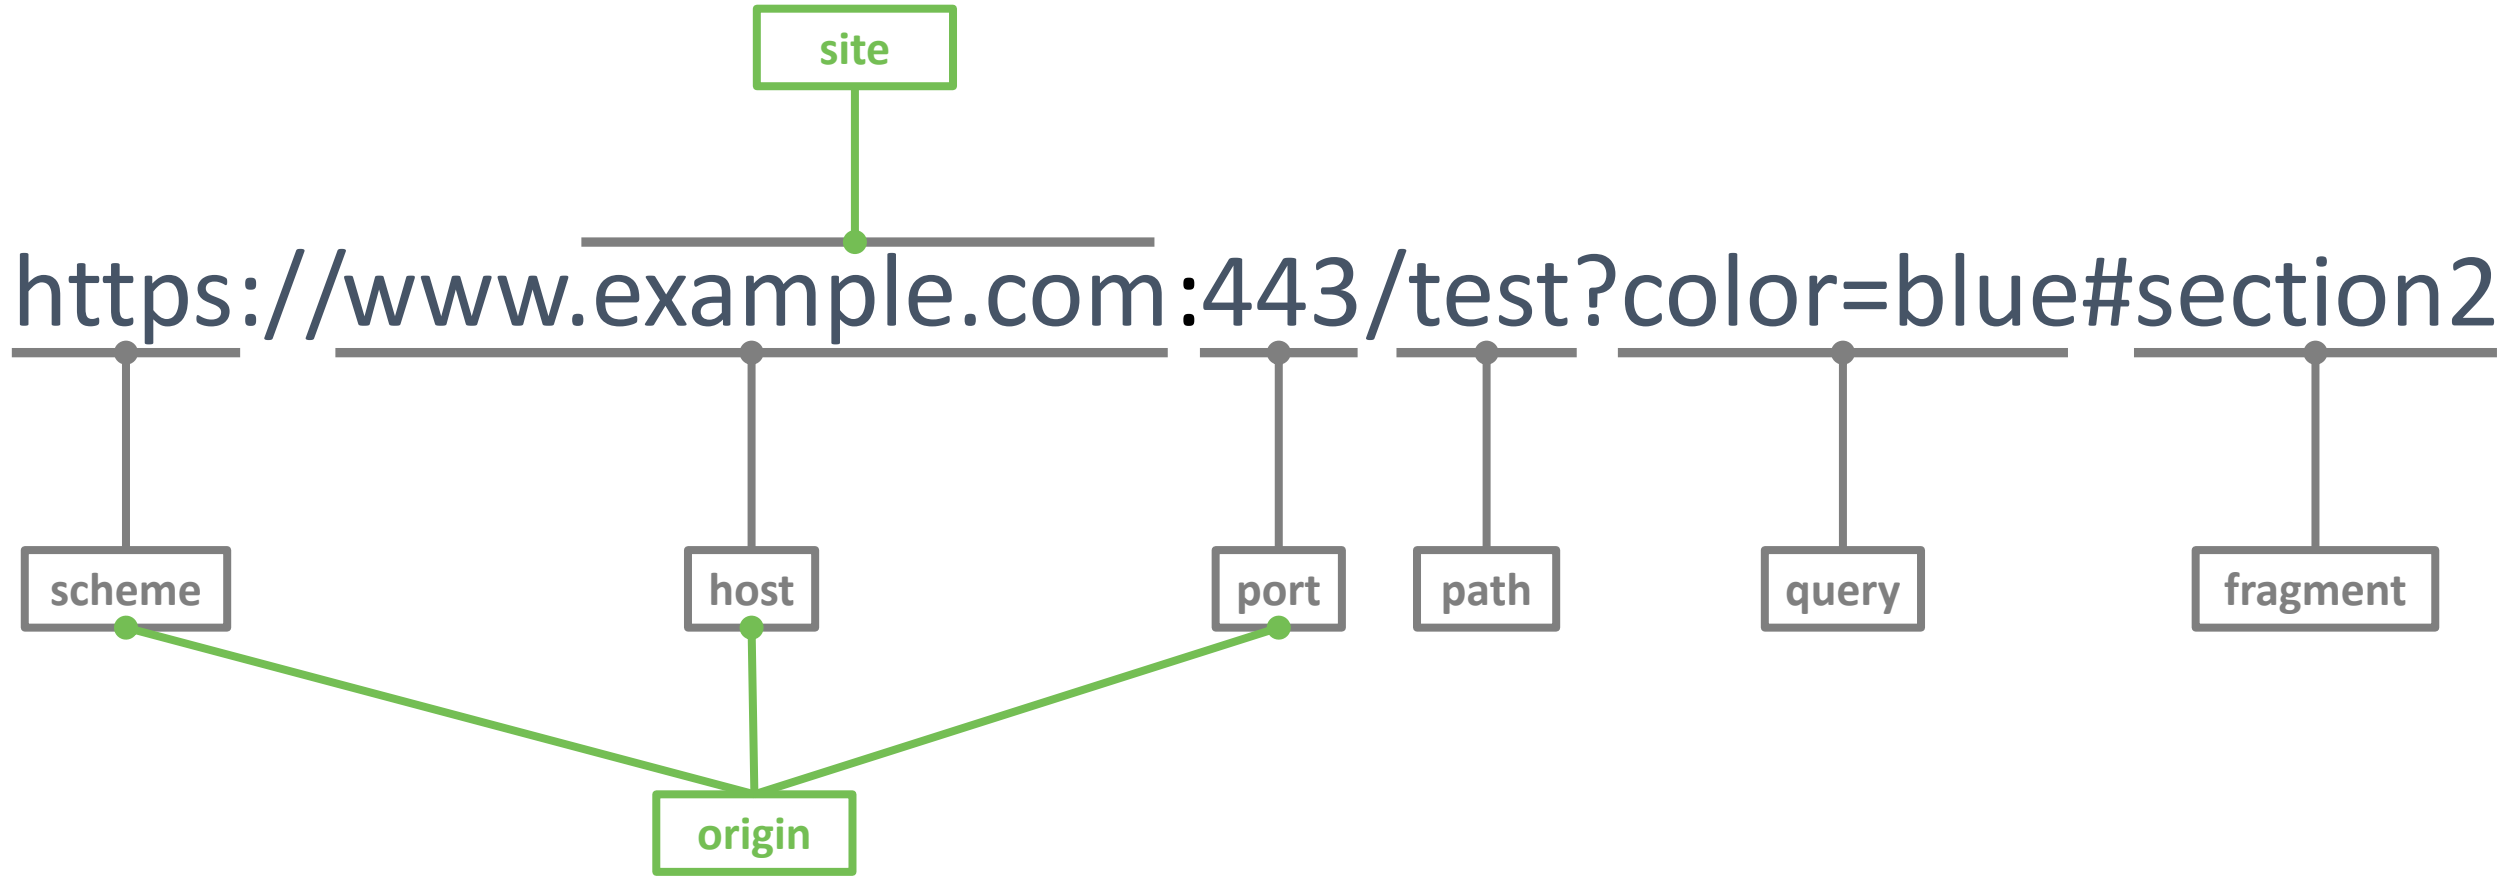 site
https://www.example.com:443/test?color=blue#section2
scheme
host
port
path
query
fragment
origin